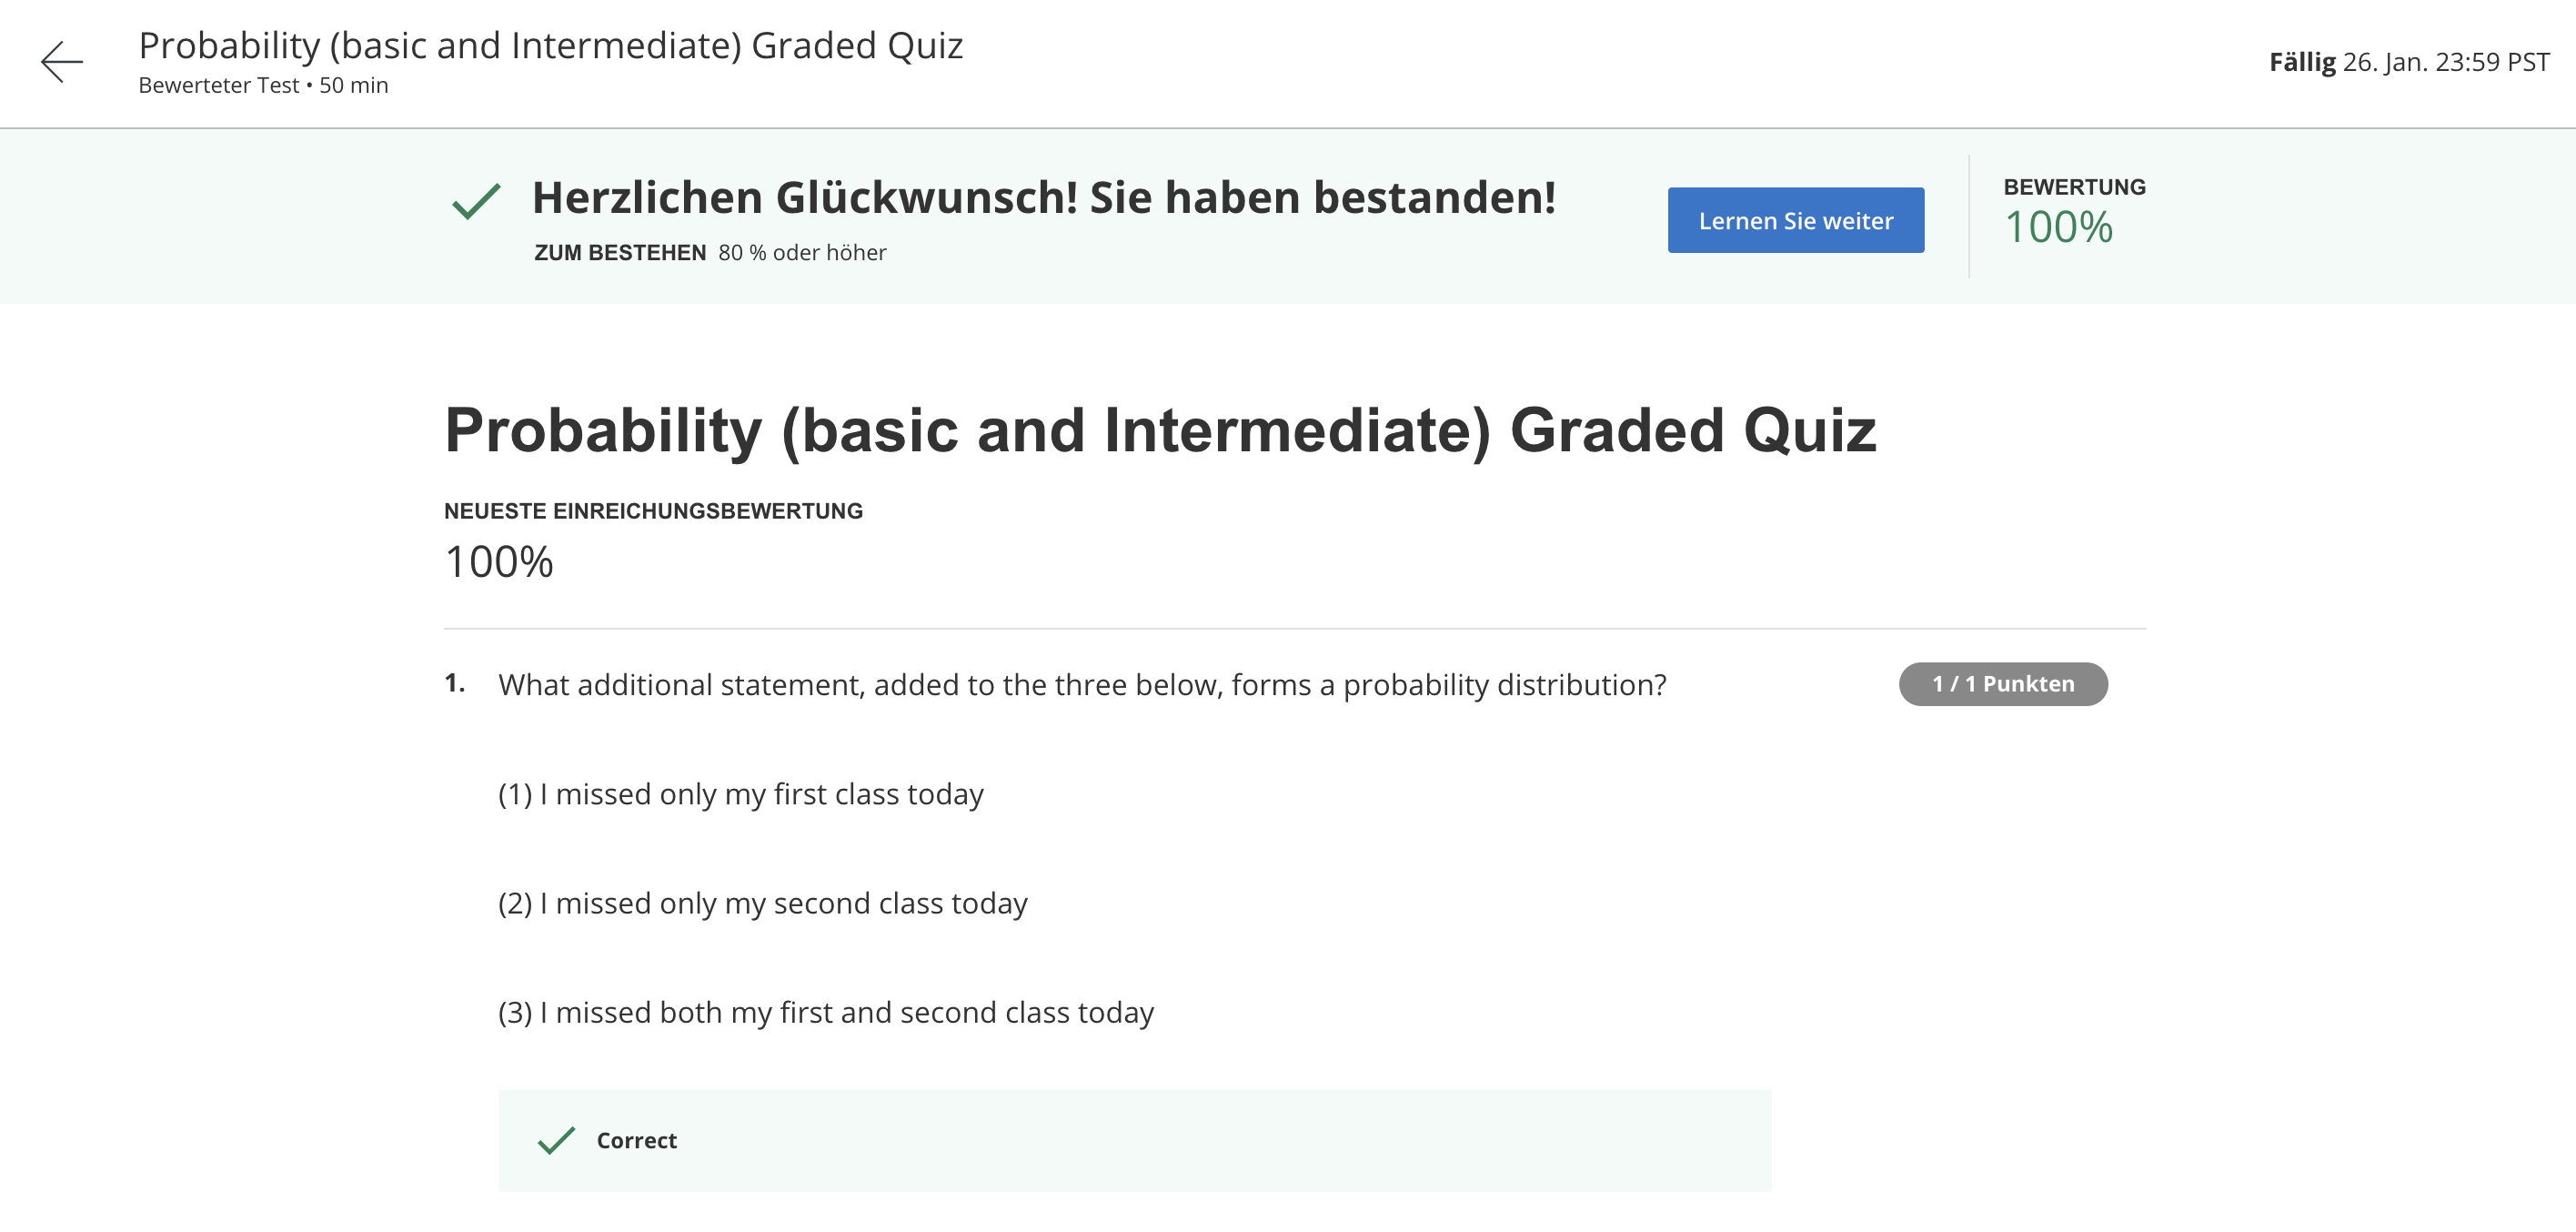 Probability (basic and Intermediate) Graded Quiz
Bewerteter Test • 50 min
Fällig 26. Jan. 23:59 PST
Herzlichen Glückwunsch! Sie haben bestanden!
ZUM BESTEHEN 80 % oder höher
Lernen Sie weiter
BEWERTUNG
100%
Probability (basic and Intermediate) Graded Quiz
NEUESTE EINREICHUNGSBEWERTUNG
100%
1. What additional statement, added to the three below, forms a probability distribution?
1 / 1 Punkten
(1) I missed only my first class today
(2) I missed only my second class today
(3) I missed both my first and second class today
Correct